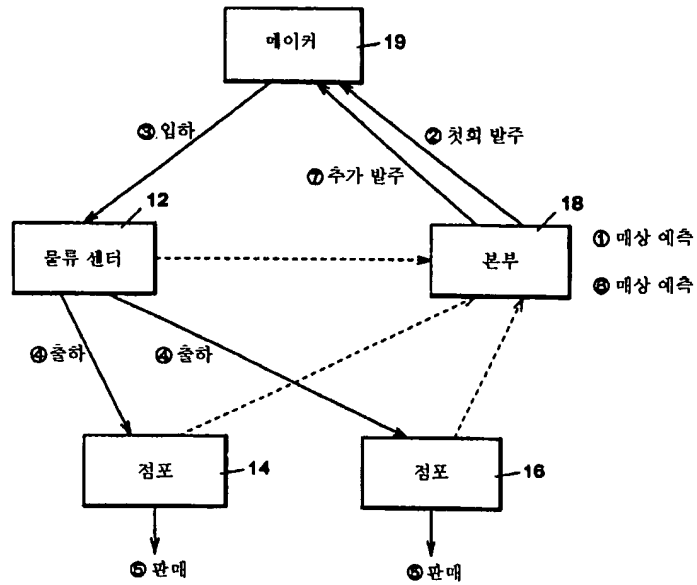 메이커
19
③ 입하
② 첫회 발주
⑦ 추가 발주
12
18
물류 센터
본부
① 매상 예측
⑥ 매상 예측
④ 출하
④ 출하
점포
14
점포
16
⑤ 판매
⑤ 판매